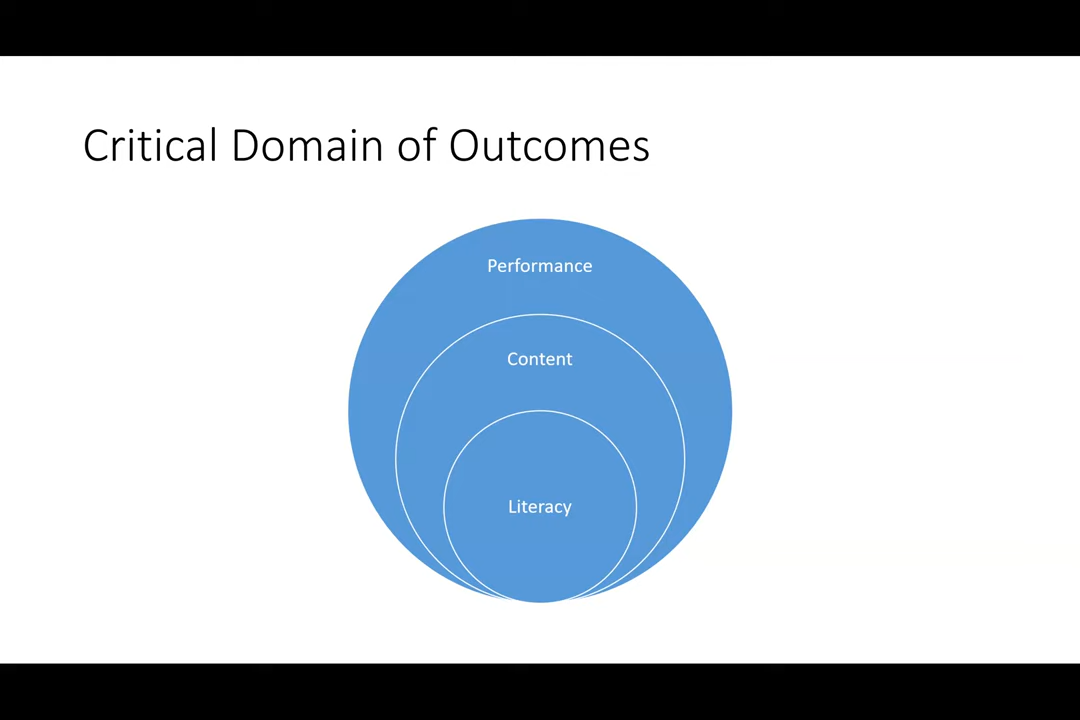 Critical Domain of Outcomes
Performance
Content
Literacy